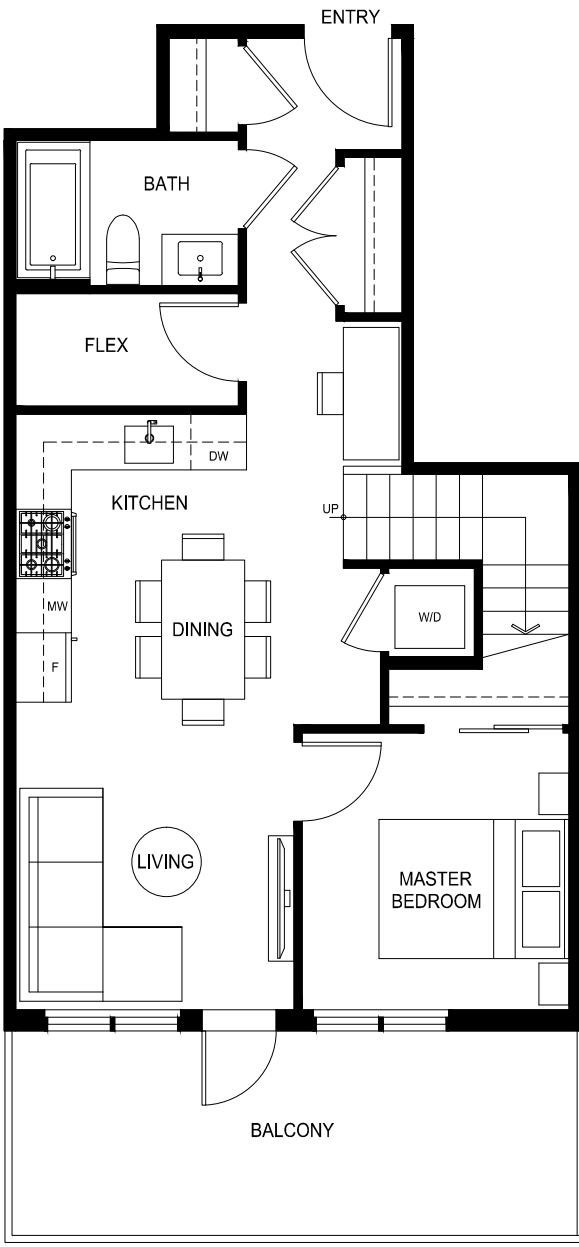 ENTRY
BATH
FLEX
DW
KITCHEN
UP
MW
W/D
DINING
F
LIVING
MASTER
BEDROOM
BALCONY